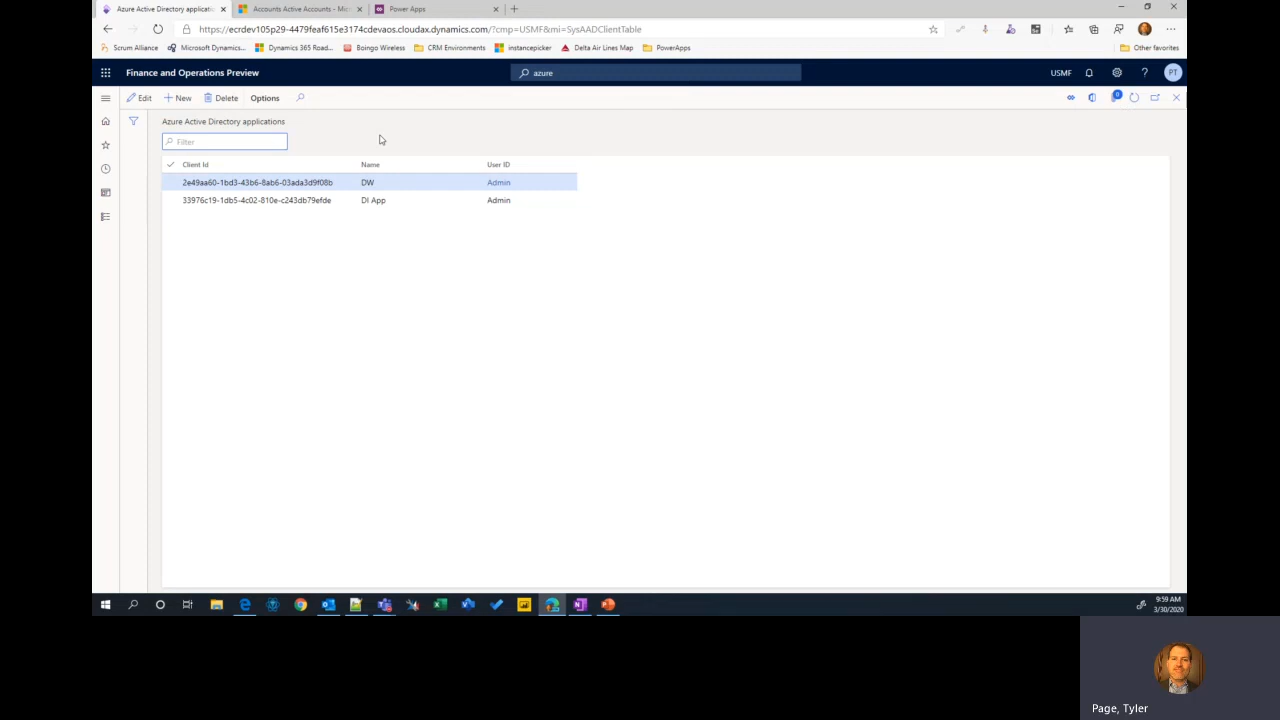 Azure Active Directory applicatio
Accounts Active Accounts - Micr
Power Apps
https://ecrdev105p29-4479feaf615e3174cdevaos.cloudax.dynamics.com/?cmp=USMF&mi=SysAADClientTable
Scrum Alliance
Microsoft Dynamics...
Dynamics 365 Road...
Boingo Wireless
CRM Environments
instancepicker
Delta Air Lines Map
PowerApps
Other favorites
Finance and Operations Preview
azure
USMF
?
PT
Edit
New
Delete
Options
0
Azure Active Directory applications
Filter
Client Id Name User ID
2e49aa60-1bd3-43b6-8ab6-03ada3d9f08b DW Admin
33976c19-1db5-4c02-810e-c243db79efde DI App Admin
9:59 AM
3/30/2020
Page, Tyler